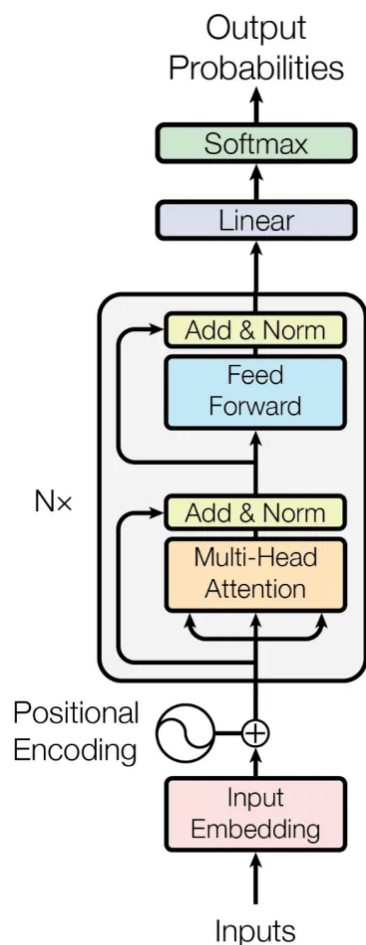 Output
Probabilities
Softmax
Linear
Add & Norm
Feed
Forward
N×
Add & Norm
Multi-Head
Attention
Positional
Encoding
Input
Embedding
Inputs